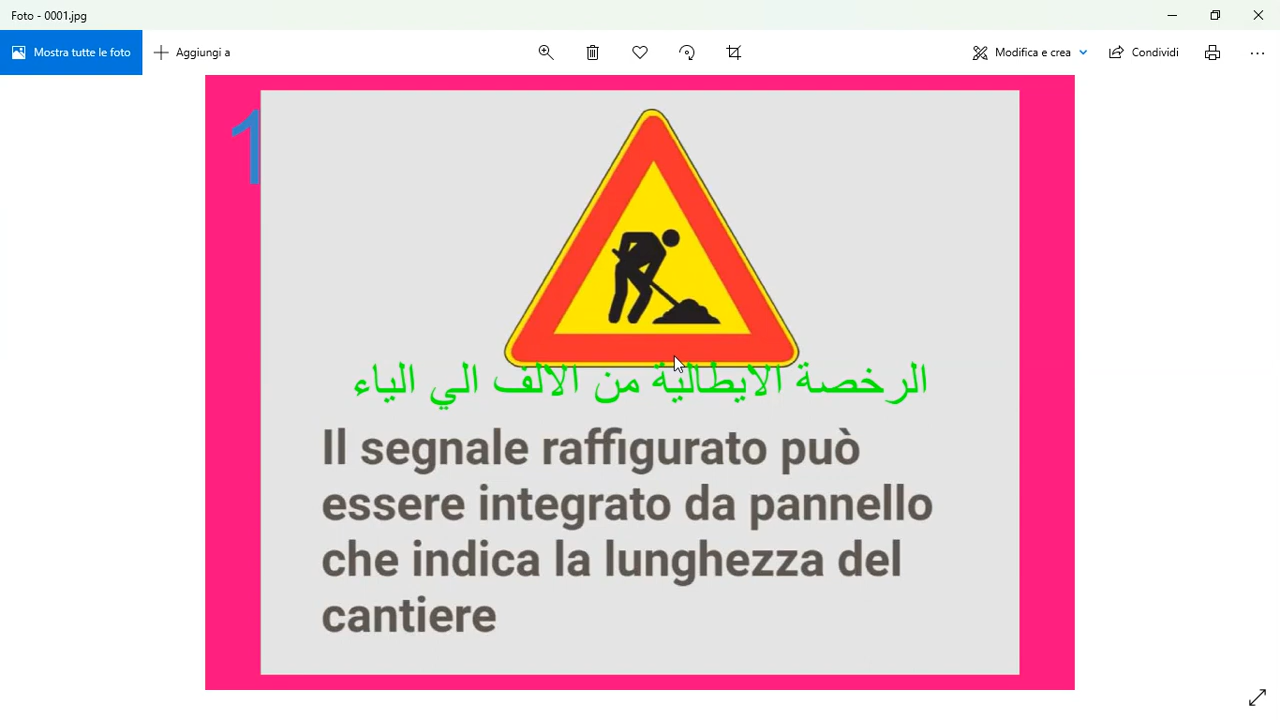 Foto - 0001.jpg
Mostra tutte le foto
Aggiungi a
Modifica e crea
Condividi
1
الرخصة الايطالية من الالف الي الياء
Il segnale raffigurato può
essere integrato da pannello
che indica la lunghezza del
cantiere